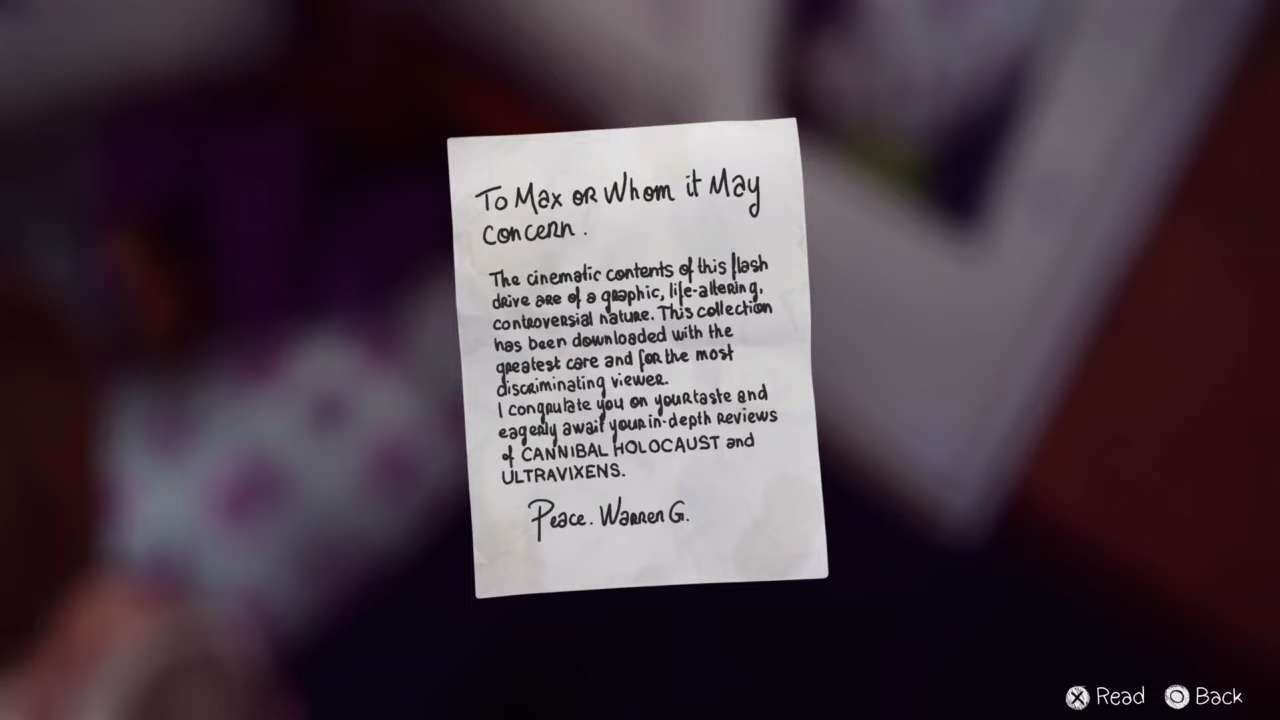 To Max or Whom it May
Concern.
The cinematic contents of this flash
drive are of a graphic, life-altering,
controversial nature. This collection
has been downloaded with the
greatest care and for the most
discriminating viewer.
I congrulate you on your taste and
eagerly await your in-depth reviews
of CANNIBAL HOLOCAUST and
ULTRAVIXENS.
Peace. Warren G.
Read Back